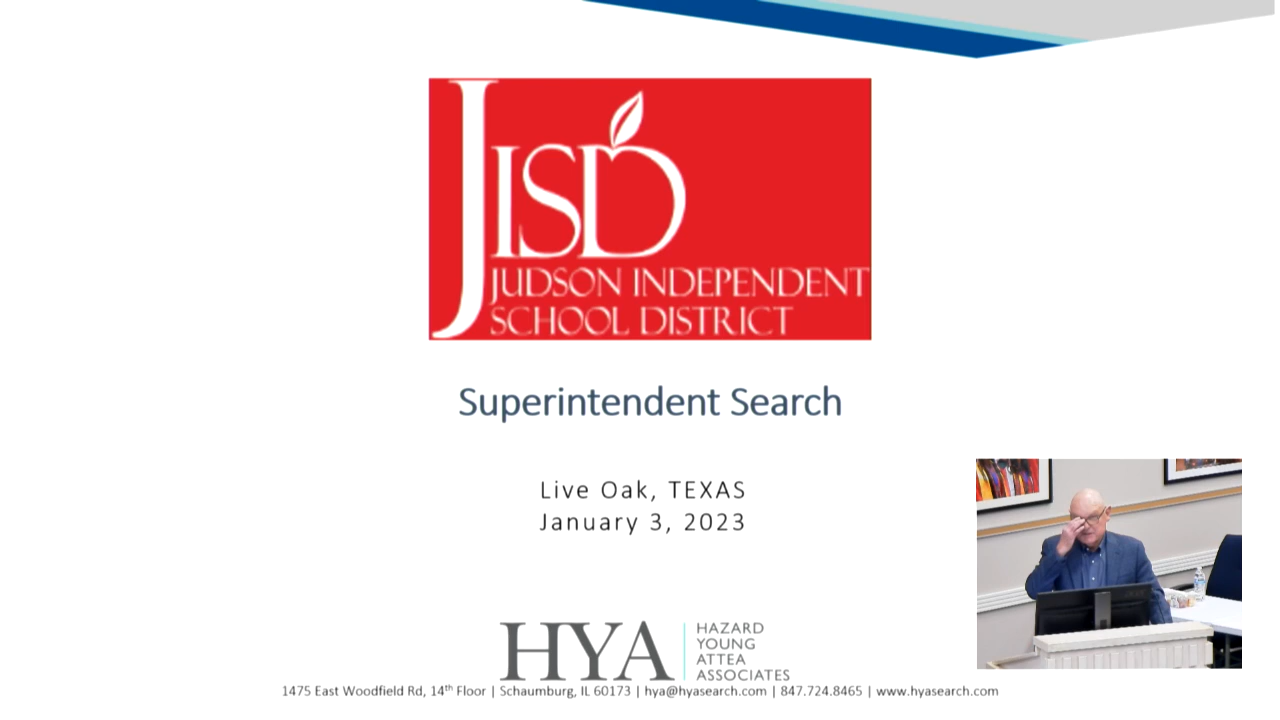 JISD
JUDSON INDEPENDENT
SCHOOL DISTRICT
Superintendent Search
Live Oak, TEXAS
January 3, 2023
HYA
HAZARD
YOUNG
ATTEA
ASSOCIATES
1475 East Woodfield Rd, 14th Floor | Schaumburg, IL 60173 | hya@hyasearch.com | 847.724.8465 | www.hyasearch.com